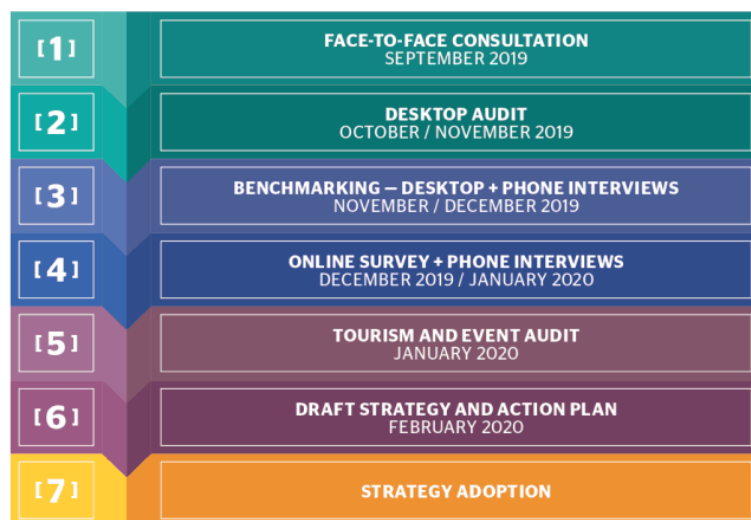 [1]
FACE-TO-FACE CONSULTATION
SEPTEMBER 2019
[2]
DESKTOP AUDIT
OCTOBER / NOVEMBER 2019
[3]
BENCHMARKING – DESKTOP + PHONE INTERVIEWS
NOVEMBER / DECEMBER 2019
[4]
ONLINE SURVEY + PHONE INTERVIEWS
DECEMBER 2019 / JANUARY 2020
[5]
TOURISM AND EVENT AUDIT
JANUARY 2020
[6]
DRAFT STRATEGY AND ACTION PLAN
FEBRUARY 2020
[7]
STRATEGY ADOPTION